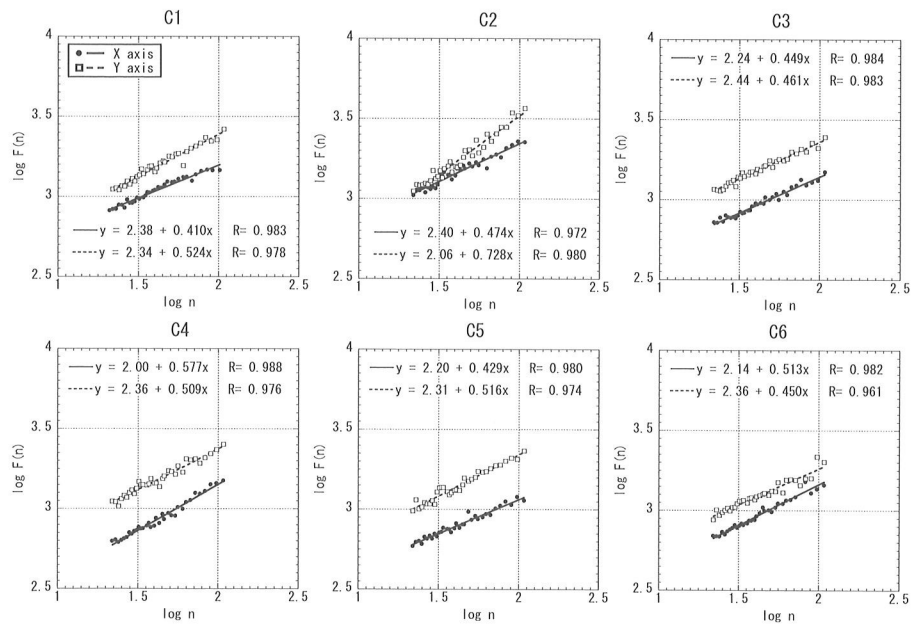 C1
4
3.5
3
2.5
log F(n)
X axis
Y axis
y = 2.38 + 0.410x R= 0.983
y = 2.34 + 0.524x R= 0.978
1 1.5 2 2.5
log n
C2
4
3.5
3
2.5
log F(n)
y = 2.40 + 0.474x R= 0.972
y = 2.06 + 0.728x R= 0.980
1 1.5 2 2.5
log n
C3
4
3.5
3
2.5
log F(n)
y = 2.24 + 0.449x R= 0.984
y = 2.44 + 0.461x R= 0.983
1 1.5 2 2.5
log n
C4
4
3.5
3
2.5
log F(n)
y = 2.00 + 0.577x R= 0.988
y = 2.36 + 0.509x R= 0.976
1 1.5 2 2.5
log n
C5
4
3.5
3
2.5
log F(n)
y = 2.20 + 0.429x R= 0.980
y = 2.31 + 0.516x R= 0.974
1 1.5 2 2.5
log n
C6
4
3.5
3
2.5
log F(n)
y = 2.14 + 0.513x R= 0.982
y = 2.36 + 0.450x R= 0.961
1 1.5 2 2.5
log n